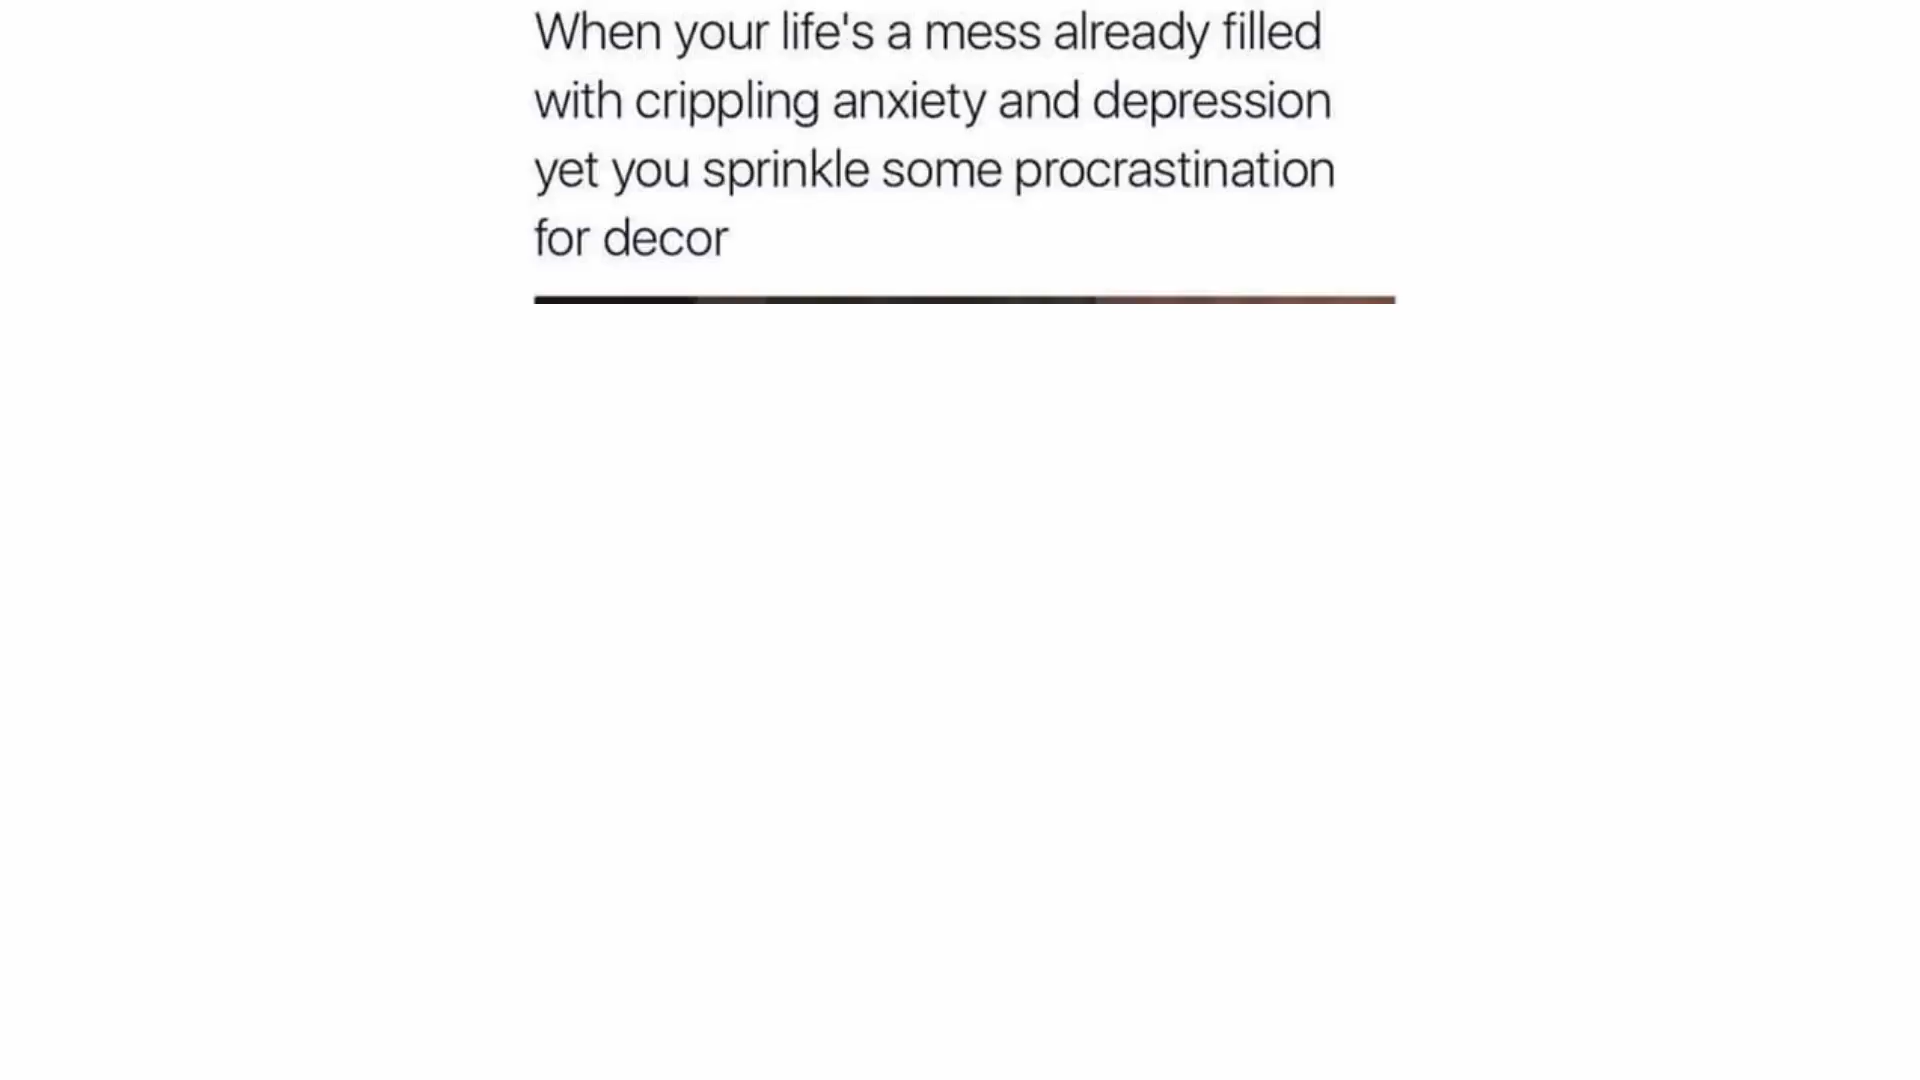 When your life's a mess already filled
with crippling anxiety and depression
yet you sprinkle some procrastination
for decor